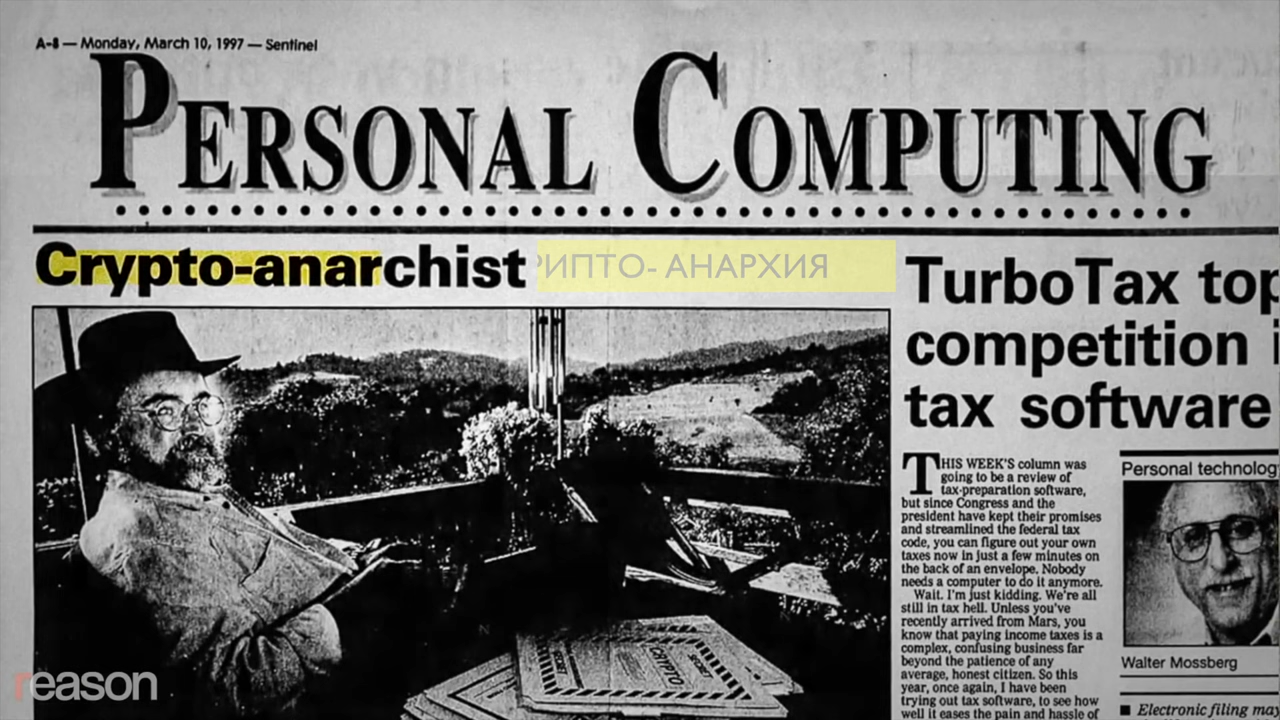 A-8 — Monday, March 10, 1997 — Sentinel
PERSONAL COMPUTING
Crypto-anarchist
РИПТО- АНАРХИЯ
TurboTax top
competition i
tax software
THIS WEEK'S column was
going to be a review of
tax-preparation software,
but since Congress and the
president have kept their promises
and streamlined the federal tax
code, you can figure out your own
taxes now in just a few minutes on
the back of an envelope. Nobody
needs a computer to do it anymore.
Wait. I'm just kidding. We're all
still in tax hell. Unless you've
recently arrived from Mars, you
know that paying income taxes is a
complex, confusing business far
beyond the patience of any
average, honest citizen. So this
year, once again, I have been
trying out tax software, to see how
well it eases the pain and hassle of
Personal technolog
Walter Mossberg
■ Electronic filing may
SECRET
CRYPTO
SECRET
reason